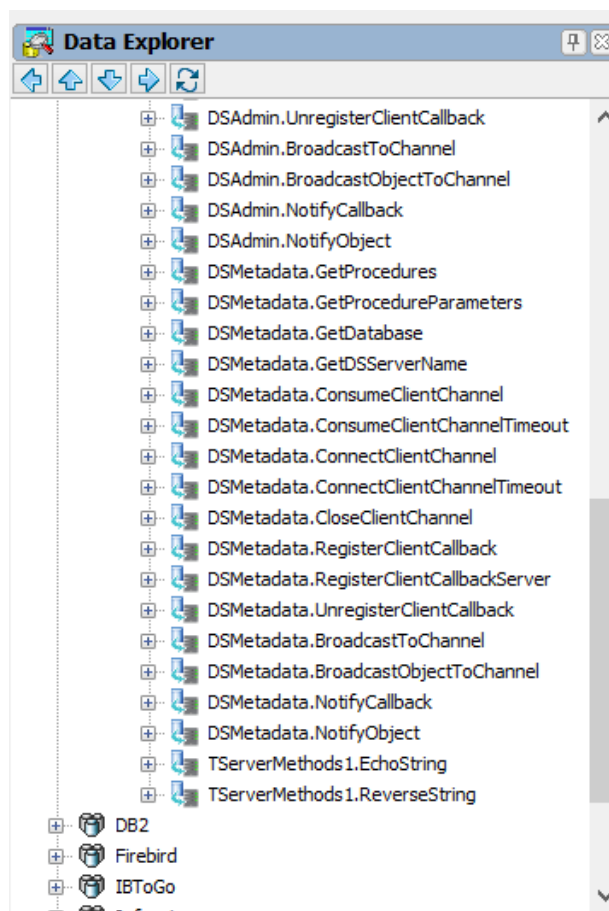 Data Explorer
DSAdmin.UnregisterClientCallback
DSAdmin.BroadcastToChannel
DSAdmin.BroadcastObjectToChannel
DSAdmin.NotifyCallback
DSAdmin.NotifyObject
DSMetadata.GetProcedures
DSMetadata.GetProcedureParameters
DSMetadata.GetDatabase
DSMetadata.GetDSServerName
DSMetadata.ConsumeClientChannel
DSMetadata.ConsumeClientChannelTimeout
DSMetadata.ConnectClientChannel
DSMetadata.ConnectClientChannelTimeout
DSMetadata.CloseClientChannel
DSMetadata.RegisterClientCallback
DSMetadata.RegisterClientCallbackServer
DSMetadata.UnregisterClientCallback
DSMetadata.BroadcastToChannel
DSMetadata.BroadcastObjectToChannel
DSMetadata.NotifyCallback
DSMetadata.NotifyObject
TServerMethods1.EchoString
TServerMethods1.ReverseString
DB2
Firebird
IBToGo